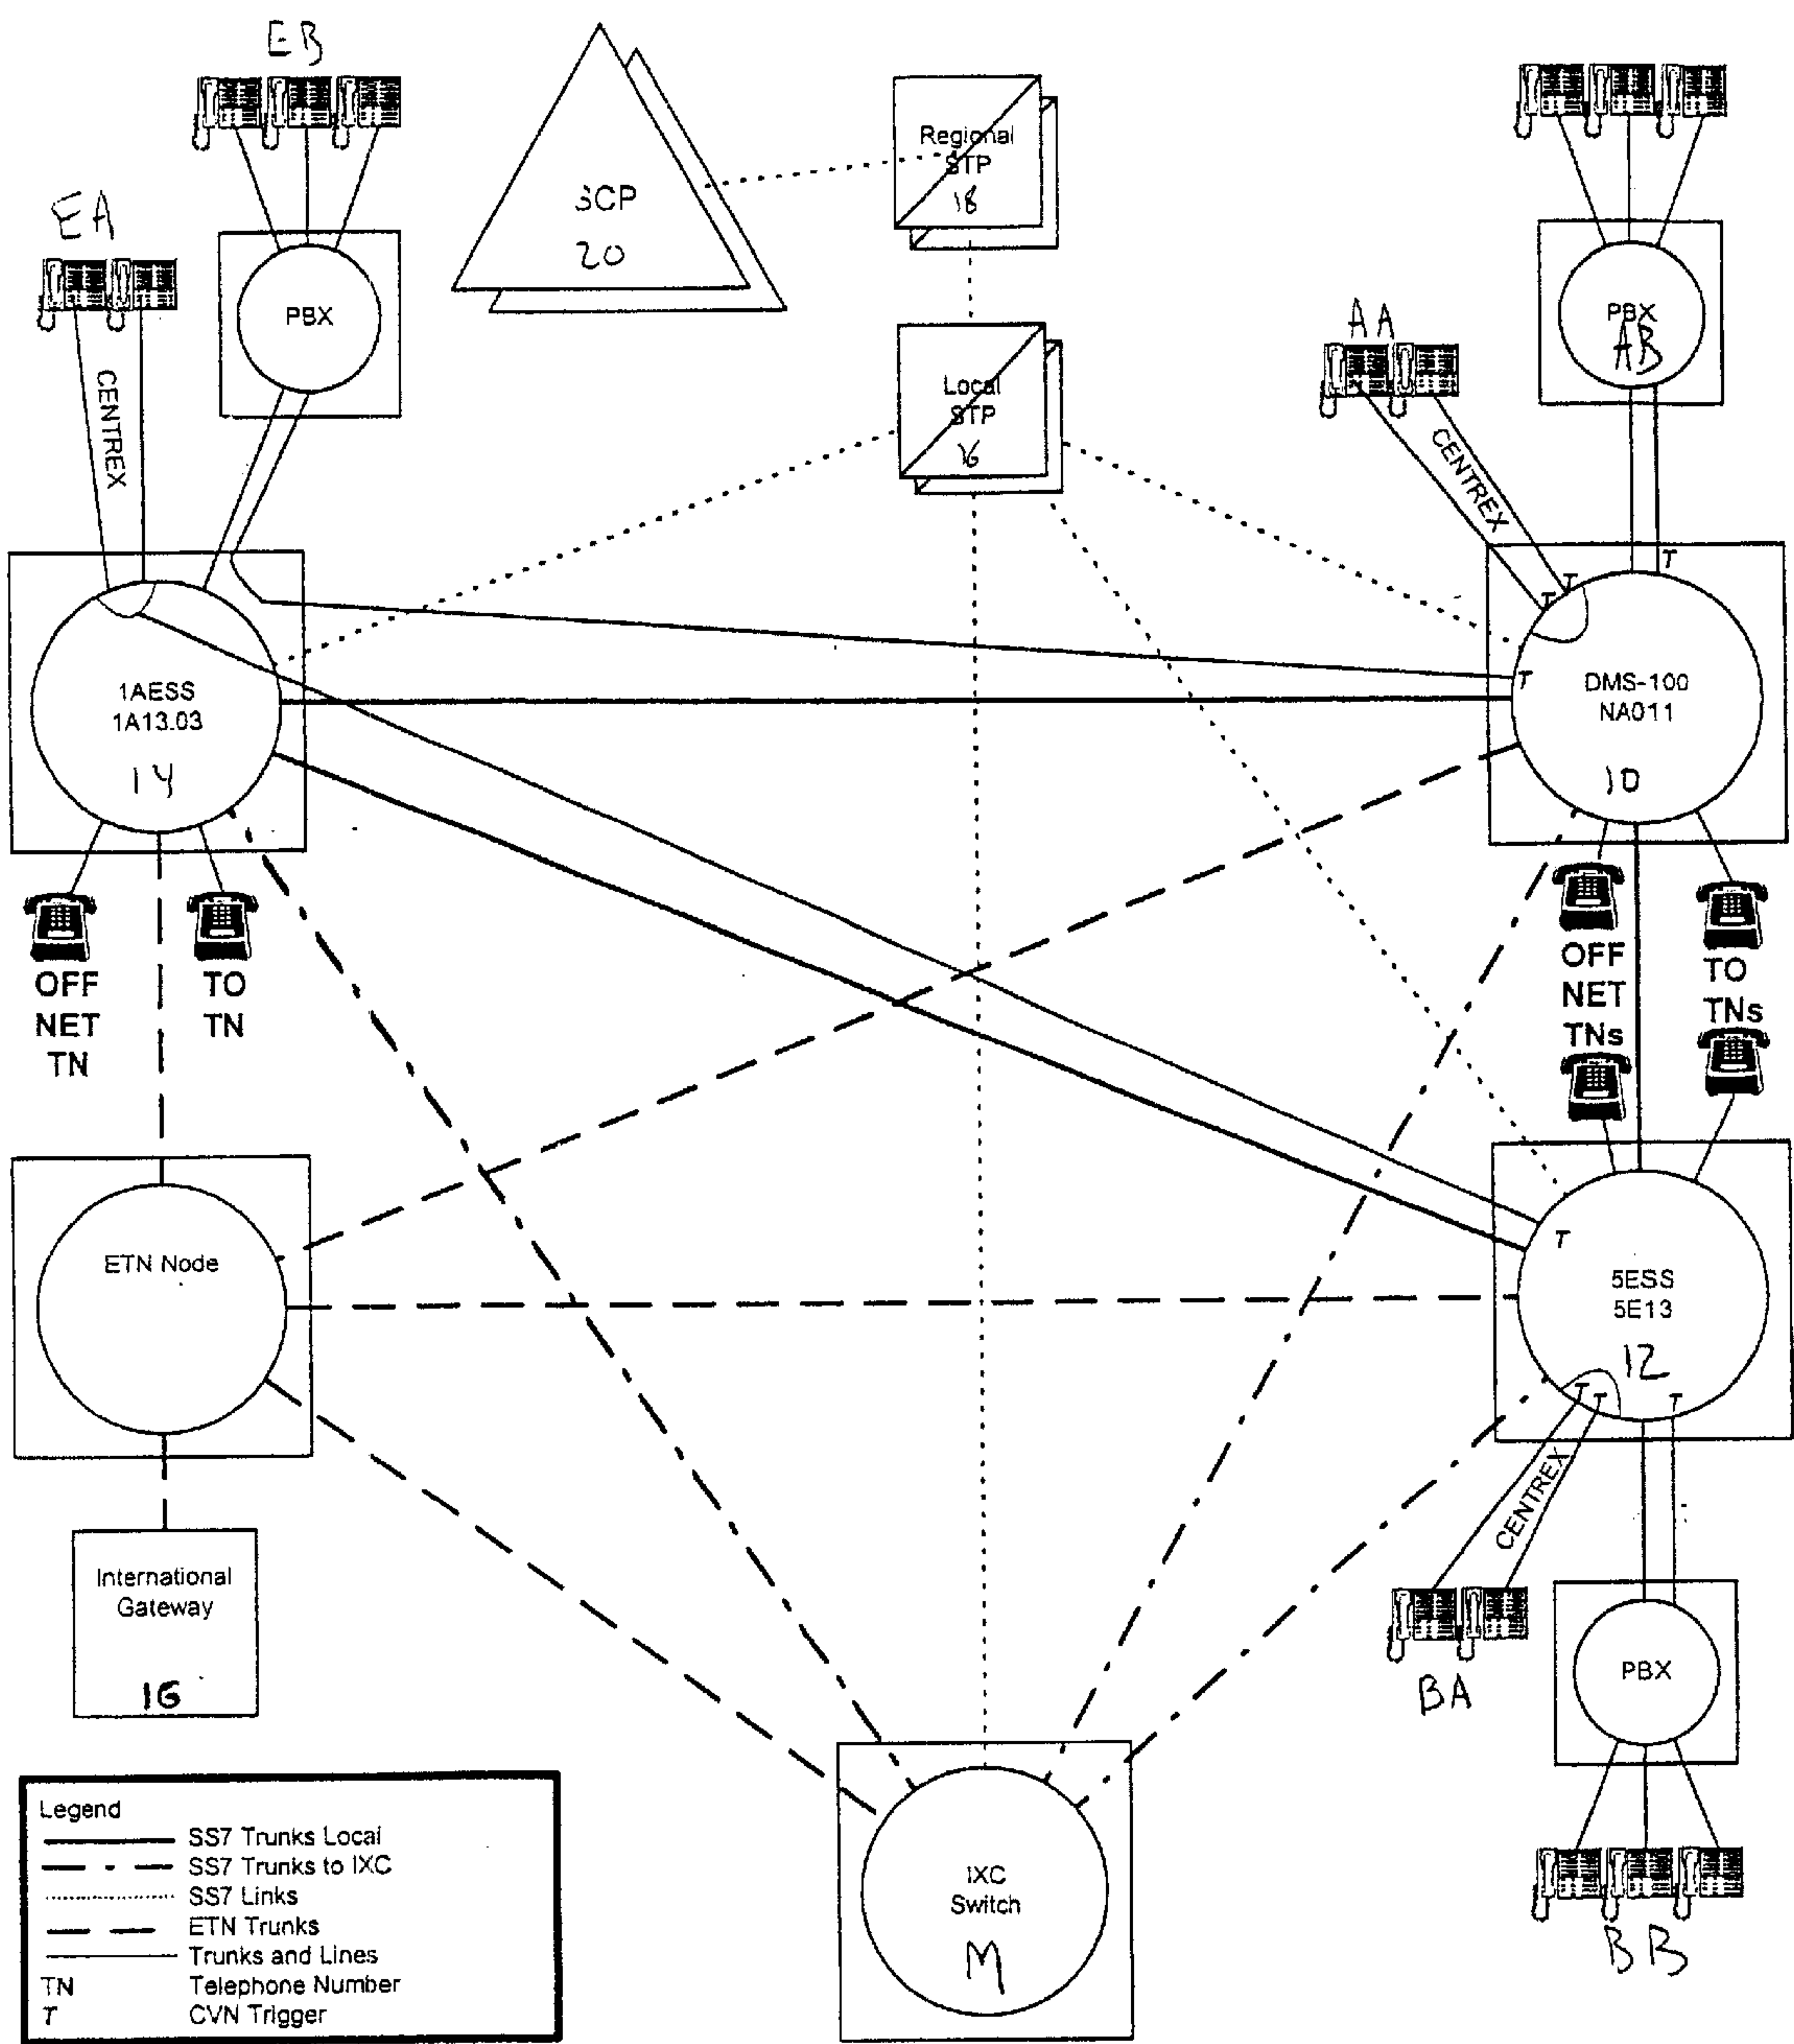 EB
EA
CENTREX
PBX
SCP
20
Regional
STP
18
Local
STP
16
AA
CENTREX
PBX
AB
T
T
T
T
1AESS
1A13.03
14
DMS-100
NA011
10
OFF
NET
TN
TO
TN
OFF
NET
TNs
TO
TNs
ETN Node
T
5ESS
5E13
12
T
T
T
CENTREX
International
Gateway
IG
BA
PBX
BB
IXC
Switch
M
Legend
SS7 Trunks Local
SS7 Trunks to IXC
SS7 Links
ETN Trunks
Trunks and Lines
TN Telephone Number
T CVN Trigger